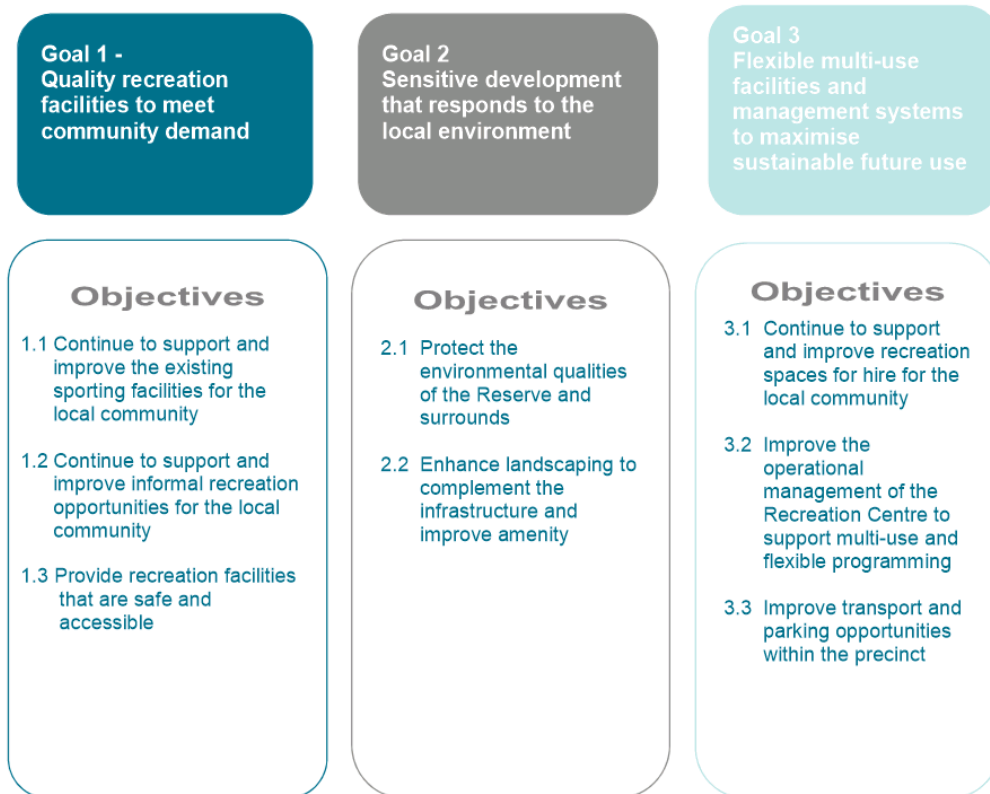 Goal 1 -
Quality recreation
facilities to meet
community demand
Goal 2
Sensitive development
that responds to the
local environment
Goal 3
Flexible multi-use
facilities and
management systems
to maximise
sustainable future use
Objectives
1.1 Continue to support and
improve the existing
sporting facilities for the
local community
1.2 Continue to support and
improve informal recreation
opportunities for the local
community
1.3 Provide recreation facilities
that are safe and
accessible
Objectives
2.1 Protect the
environmental qualities
of the Reserve and
surrounds
2.2 Enhance landscaping to
complement the
infrastructure and
improve amenity
Objectives
3.1 Continue to support
and improve recreation
spaces for hire for the
local community
3.2 Improve the
operational
management of the
Recreation Centre to
support multi-use and
flexible programming
3.3 Improve transport and
parking opportunities
within the precinct